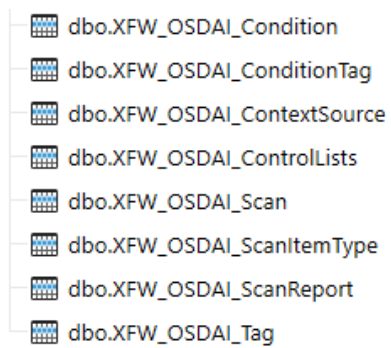 dbo.XFW_OSDAI_Condition
dbo.XFW_OSDAI_ConditionTag
dbo.XFW_OSDAI_ContextSource
dbo.XFW_OSDAI_ControlLists
dbo.XFW_OSDAI_Scan
dbo.XFW_OSDAI_ScanItemType
dbo.XFW_OSDAI_ScanReport
dbo.XFW_OSDAI_Tag